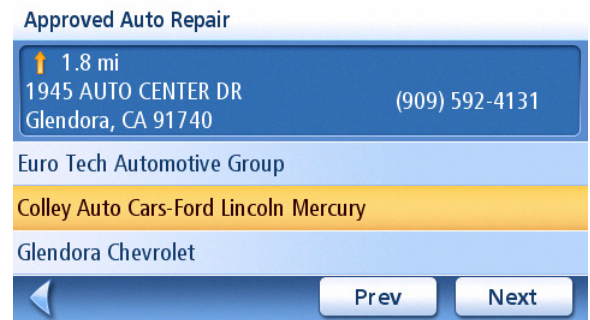 Approved Auto Repair
1.8 mi
1945 AUTO CENTER DR
(909) 592-4131
Glendora, CA 91740
Euro Tech Automotive Group
Colley Auto Cars-Ford Lincoln Mercury
Glendora Chevrolet
Prev Next